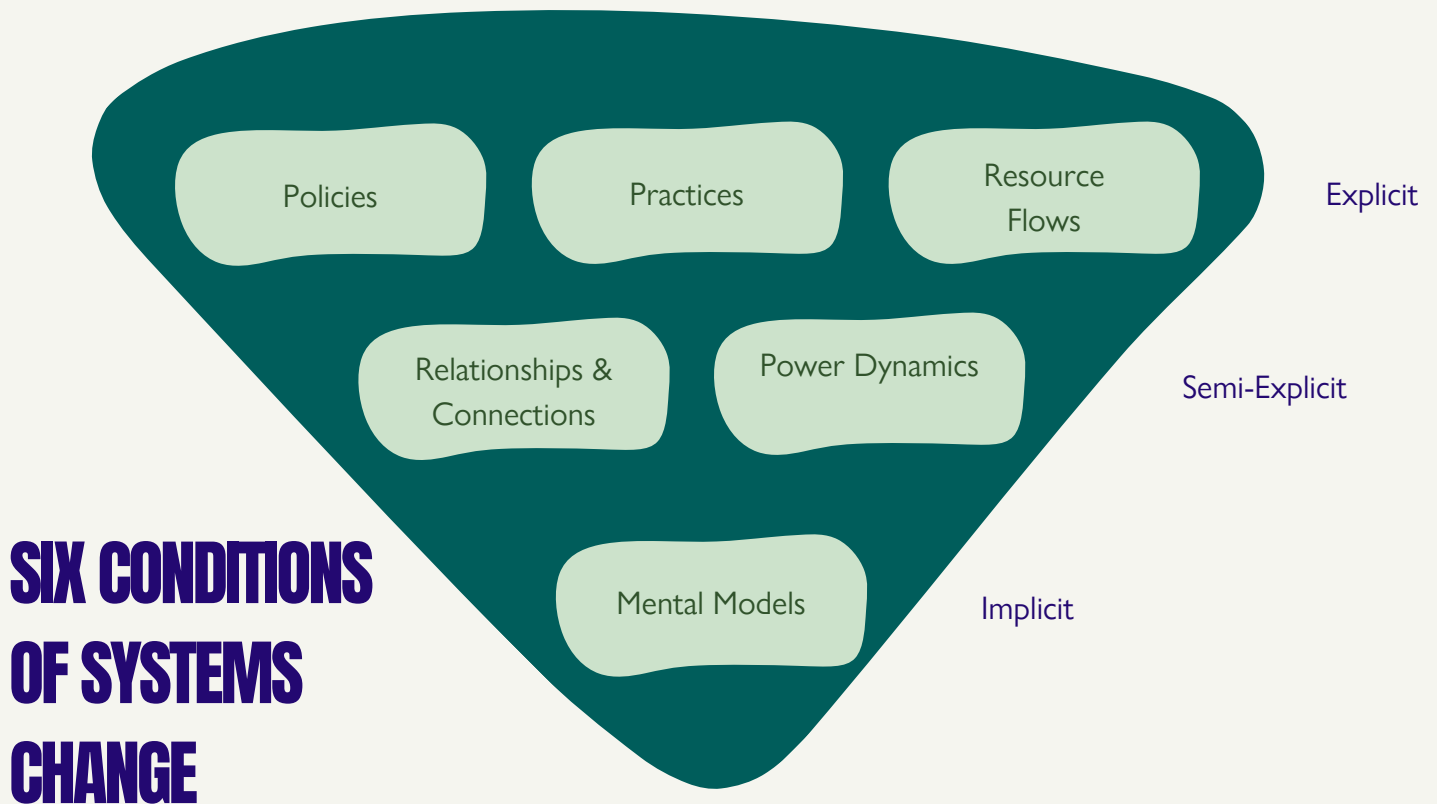 Policies
Practices
Resource
Flows
Explicit
Relationships &
Connections
Power Dynamics
Semi-Explicit
Mental Models
Implicit
SIX CONDITIONS
OF SYSTEMS
CHANGE